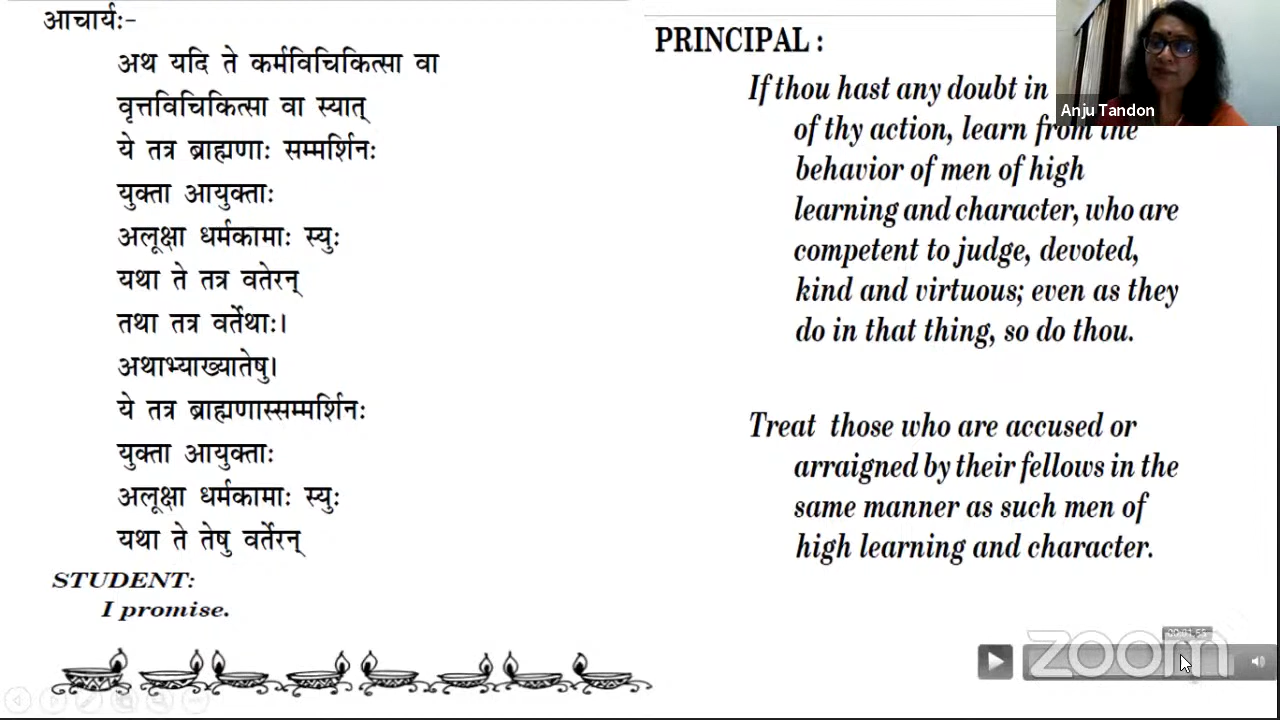 आचार्यः-
अथ यदि ते कर्मविचिकित्सा वा
वृत्तविचिकित्सा वा स्यात्
ये तत्र ब्राह्मणाः सम्मर्शिनः
युक्ता आयुक्ताः
अलूक्षा धर्मकामाः स्युः
यथा ते तत्र वतेरन्
तथा तत्र वर्तेथाः।
अथाभ्याख्यातेषु।
ये तत्र ब्राह्मणास्सम्मर्शिनः
युक्ता आयुक्ताः
अलूक्षा धर्मकामाः स्युः
यथा ते तेषु वर्तेरन्
STUDENT:
I promise.
PRINCIPAL :
If thou hast any doubt in
of thy action, learn from the
behavior of men of high
learning and character, who are
competent to judge, devoted,
kind and virtuous; even as they
do in that thing, so do thou.
Treat those who are accused or
arraigned by their fellows in the
same manner as such men of
high learning and character.
Anju Tandon
zoom